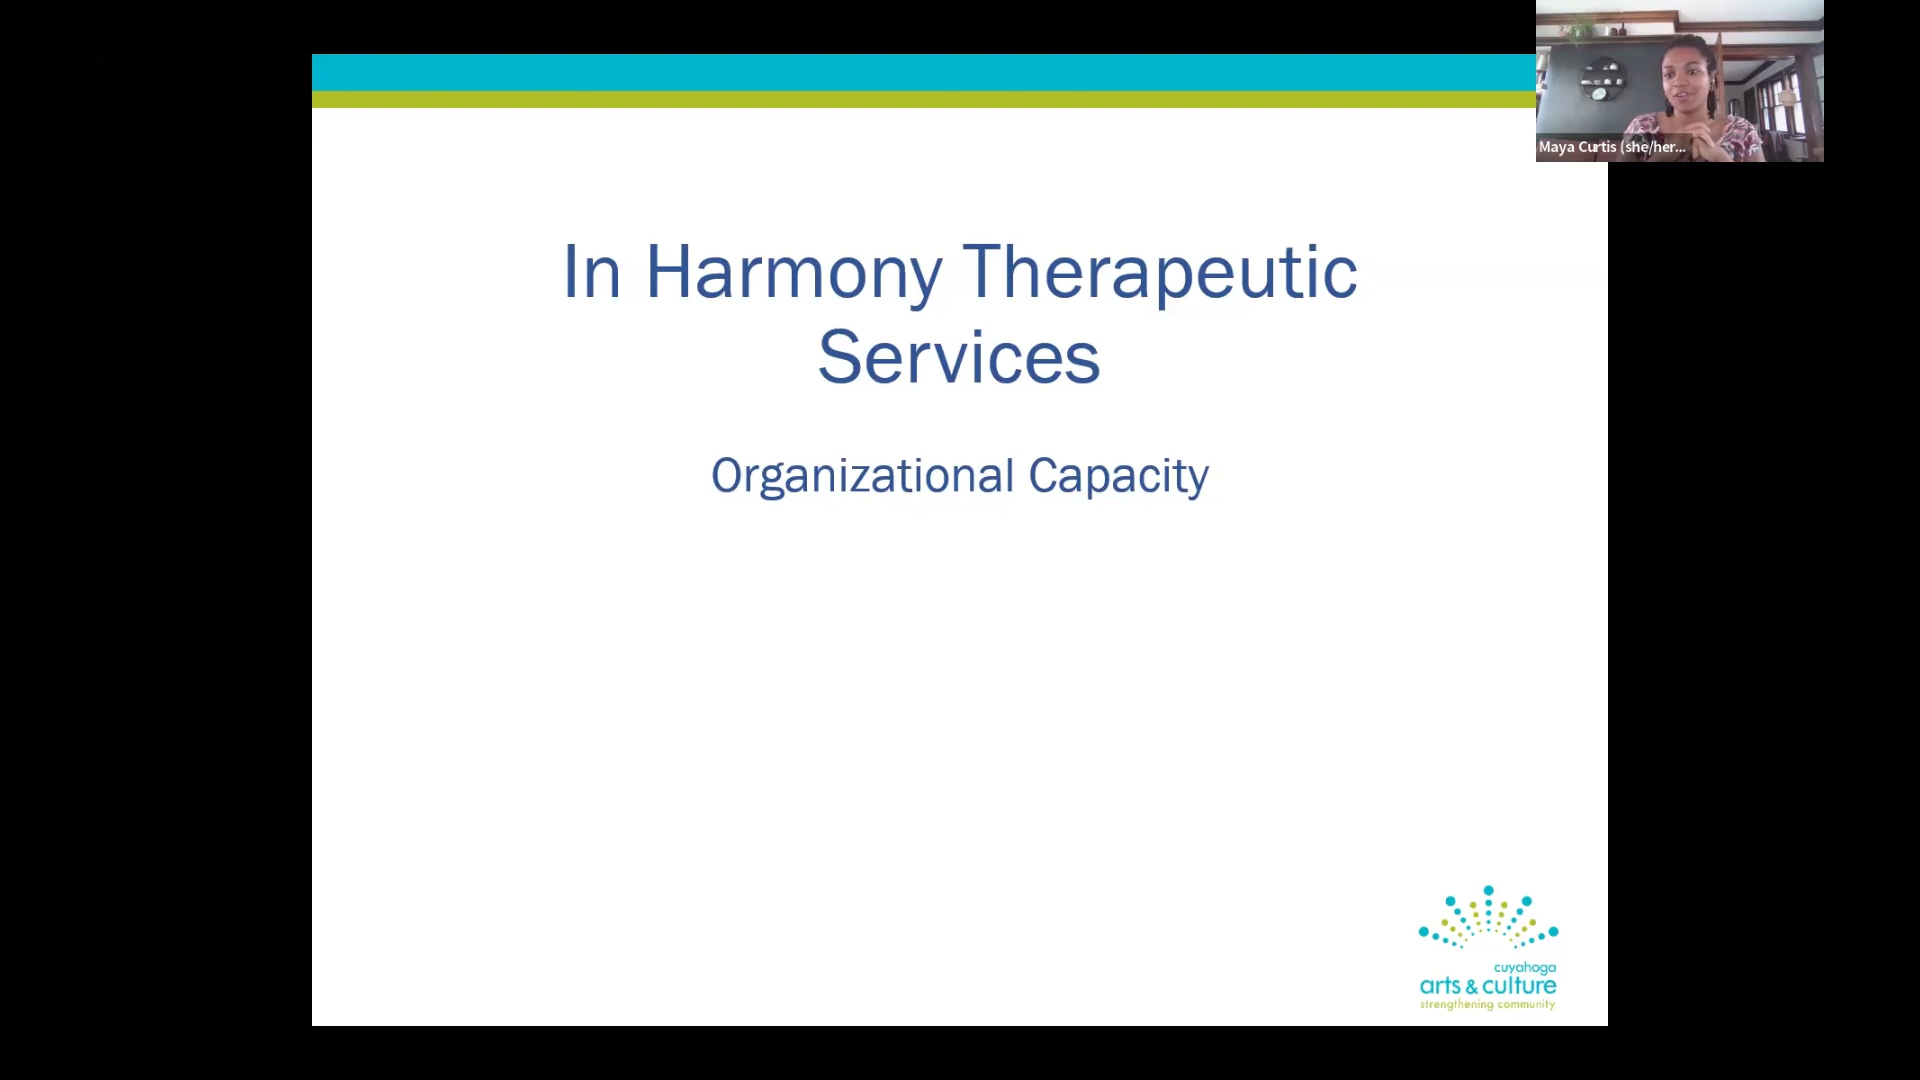 Maya Curtis (she/her...
In Harmony Therapeutic
Services
Organizational Capacity
cuyahoga
arts & culture
strengthening community